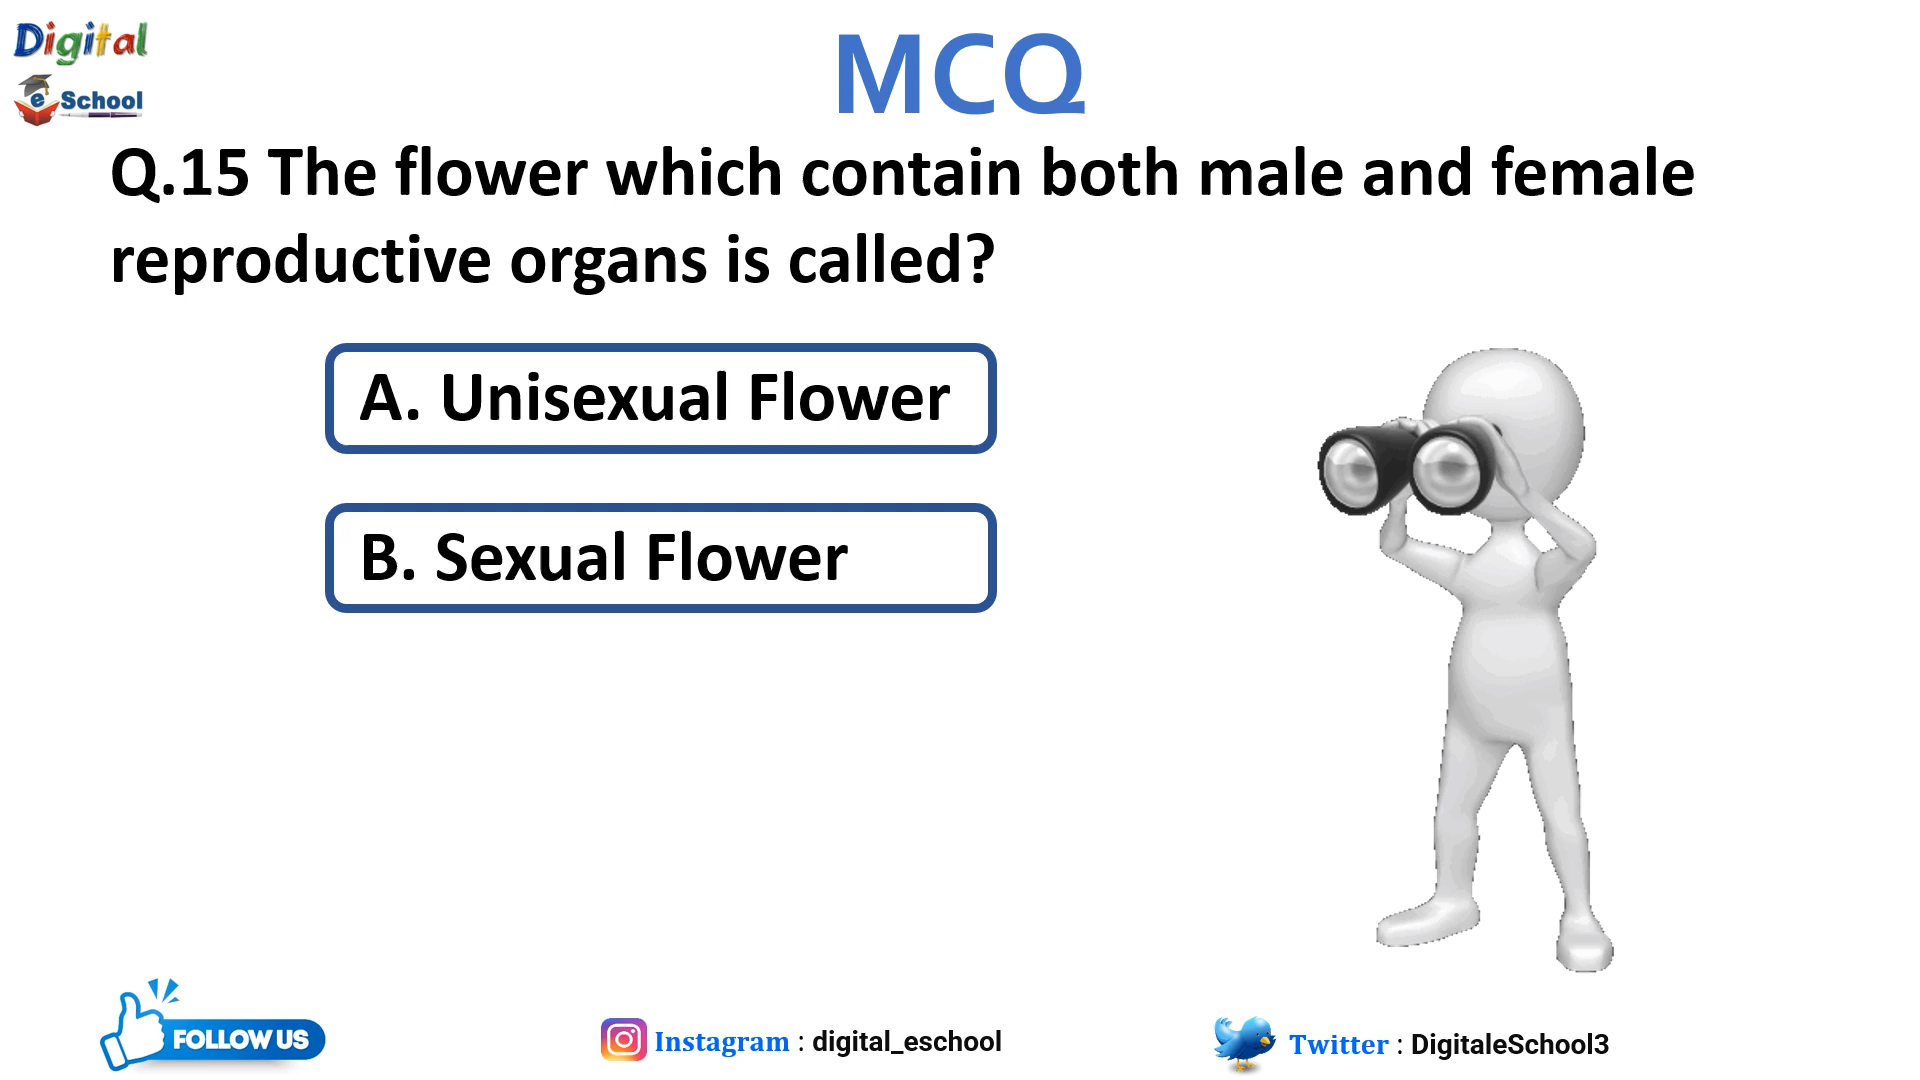 Digital
e School
MCQ
Q.15 The flower which contain both male and female
reproductive organs is called?
A. Unisexual Flower
B. Sexual Flower
FOLLOW US
Instagram : digital_eschool
Twitter : DigitaleSchool3